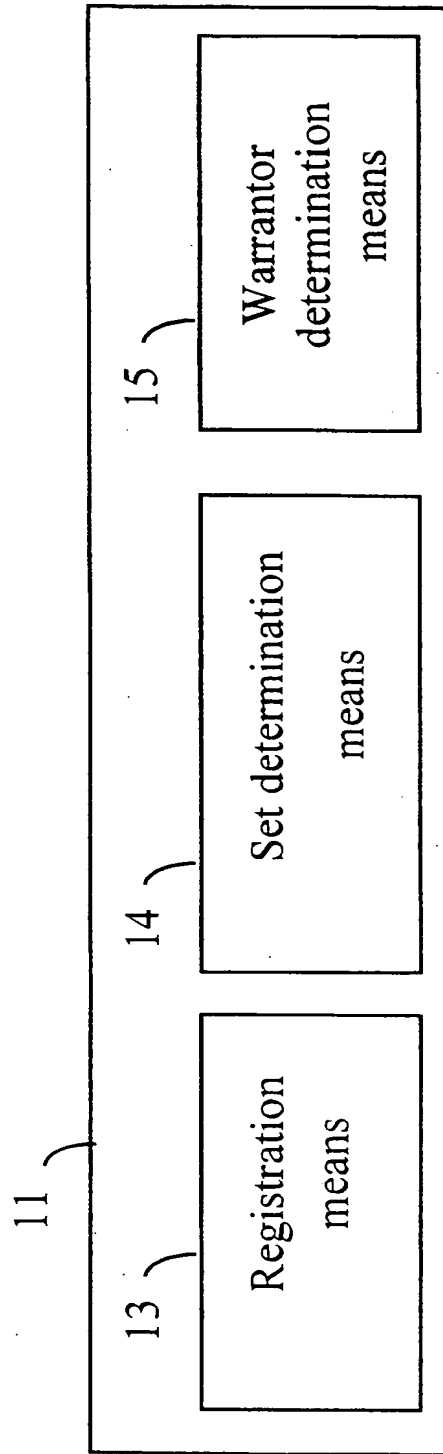 11
13
Registration
means
14
Set determination
means
15
Warrantor
determination
means